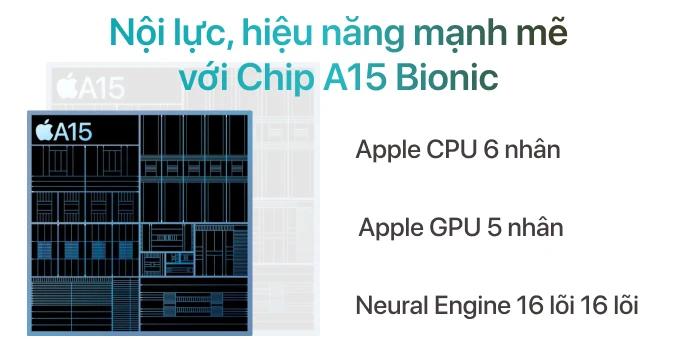 Nội lực, hiệu năng mạnh mẽ
với Chip A15 Bionic
A15
A15
Apple CPU 6 nhân
Apple GPU 5 nhân
Neural Engine 16 lõi 16 lõi